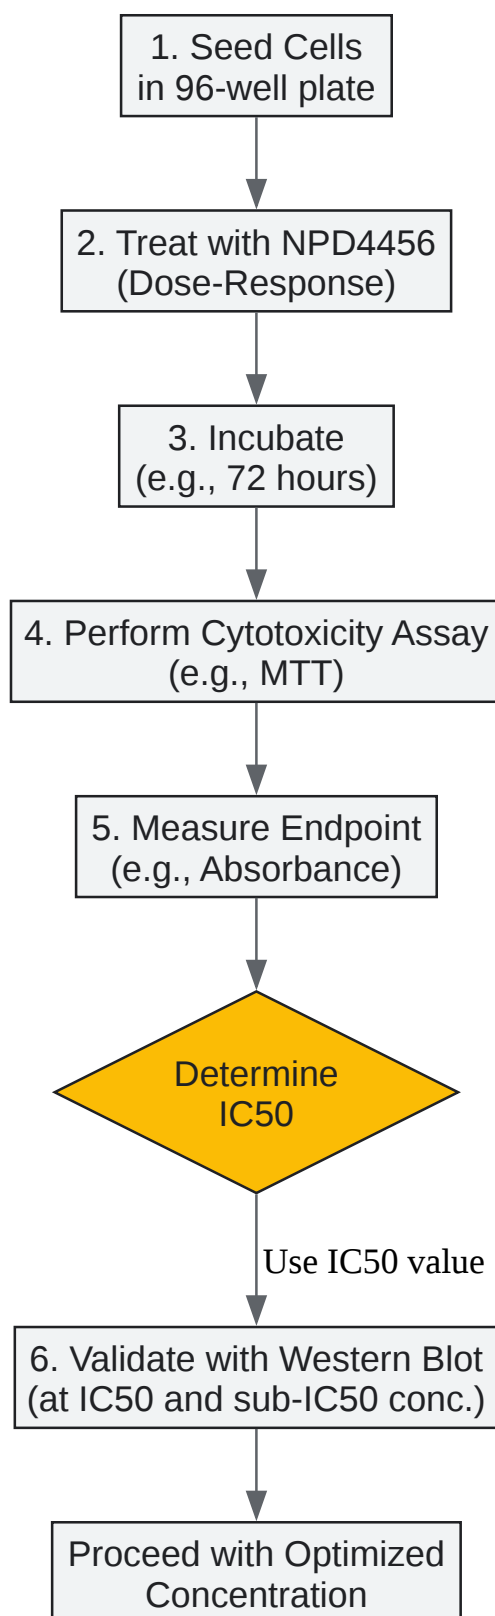 1. Seed Cells
in 96-well plate
2. Treat with NPD4456
(Dose-Response)
3. Incubate
(e.g., 72 hours)
4. Perform Cytotoxicity Assay
(e.g., MTT)
5. Measure Endpoint
(e.g., Absorbance)
Determine
IC50
Use IC50 value
6. Validate with Western Blot
(at IC50 and sub-IC50 conc.)
Proceed with Optimized
Concentration